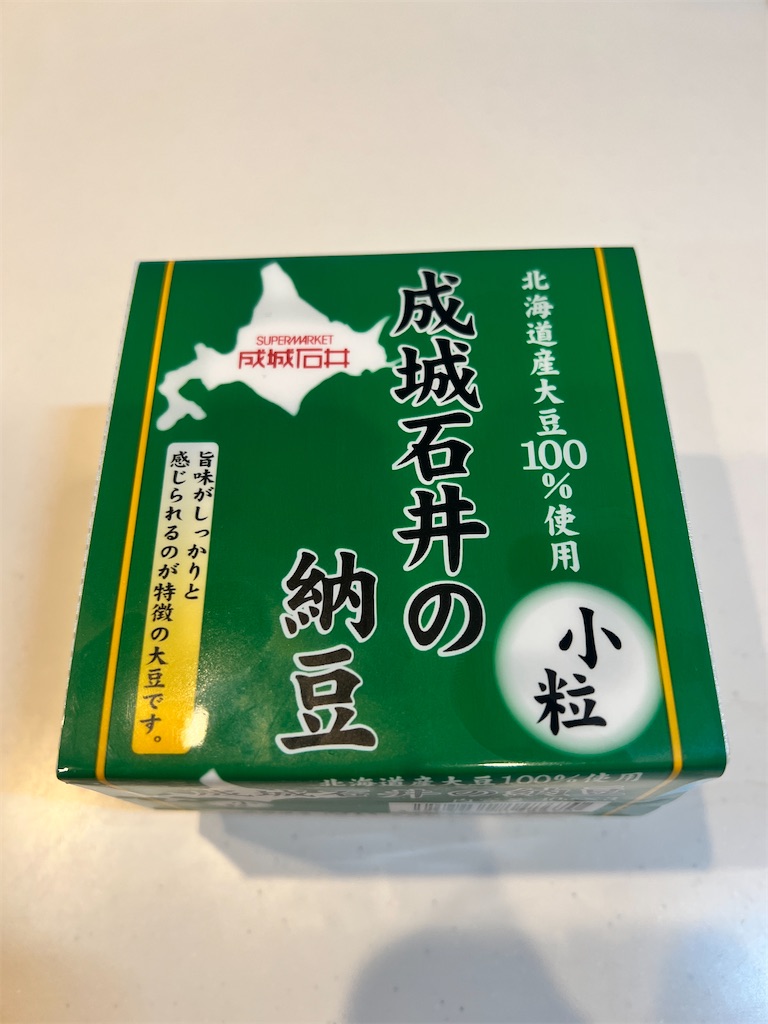 北海道産大豆100%使用
小粒
成城石井の
納豆
SUPERMARKET
成城石井
旨味がしっかりと
感じられるのが特徴の大豆です。
北海道産大豆100%使用